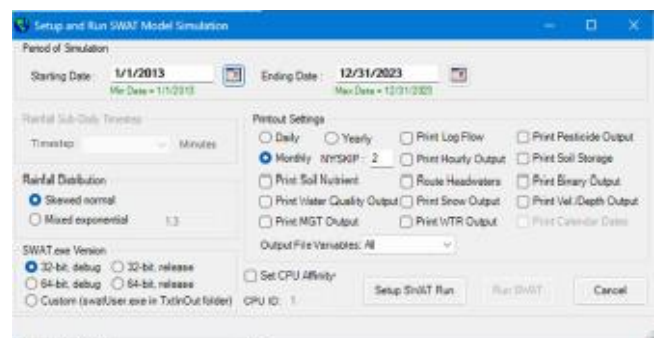 Setup and Run SWAT Model Simulation
Period of Simulation
Starting Date : 1/1/2013 Ending Date : 12/31/2023
Min Date = 1/1/2013 Max Date = 12/31/2023
Rainfall Sub-Daily Timestep
Timestep: Minutes
Rainfall Distribution
Skewed normal
Mixed exponential 1.3
SWAT.exe Version
32-bit, debug 32-bit, release
64-bit, debug 64-bit, release
Custom (swatUser.exe in TxtInOut folder)
Printout Settings
Daily Yearly Print Log Flow Print Pesticide Output
Monthly NYSKIP : 2 Print Hourly Output Print Soil Storage
Print Soil Nutrient Route Headwaters Print Binary Output
Print Water Quality Output Print Snow Output Print Vel./Depth Output
Print MGT Output Print WTR Output Print Calendar Dates
Output File Variables: All
Set CPU Affinity
CPU ID: 1
Setup SWAT Run Run SWAT Cancel